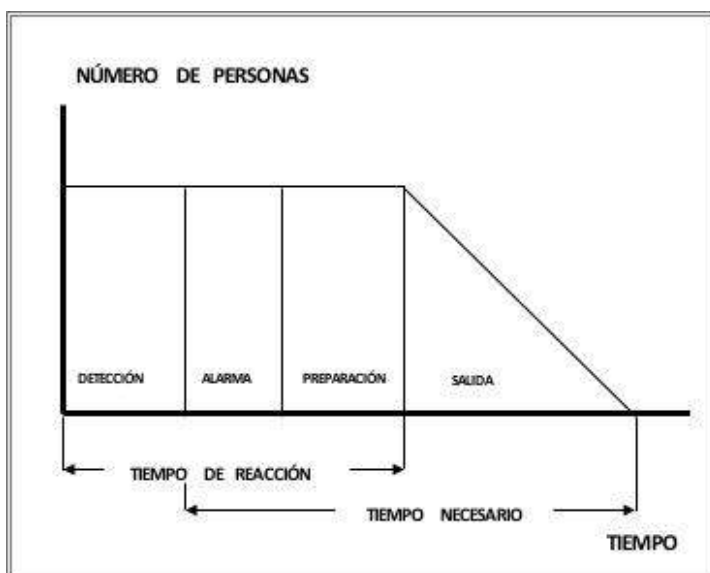 NÚMERO DE PERSONAS
DETECCIÓN ALARMA PREPARACIÓN SALIDA
TIEMPO DE REACCIÓN
TIEMPO NECESARIO
TIEMPO